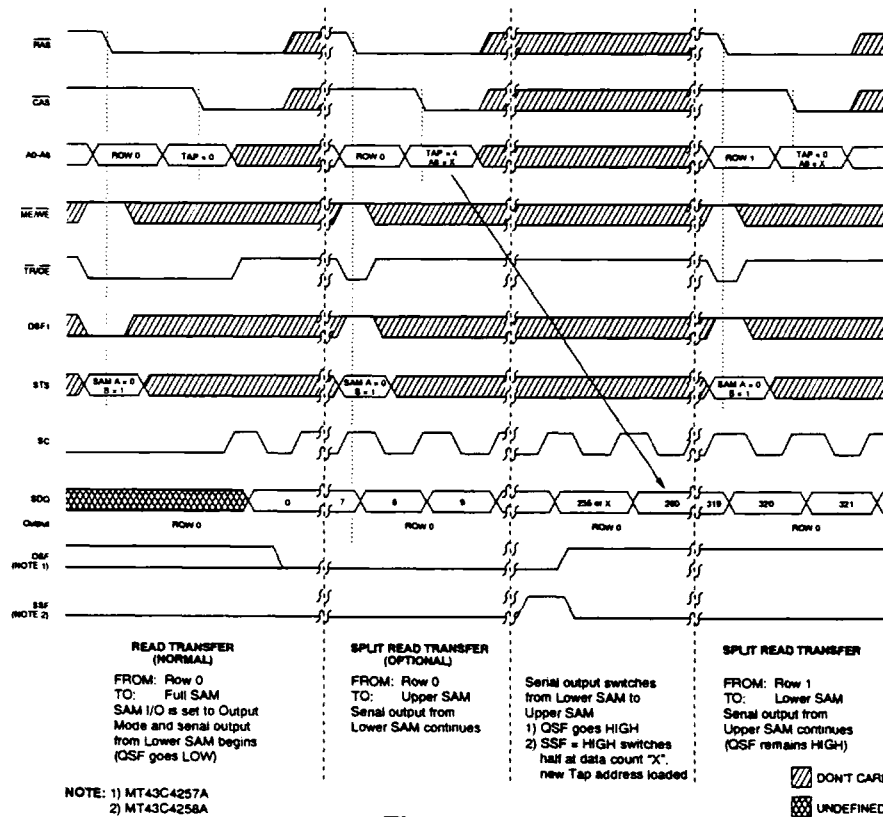 RAS
CAS
A0-A8 ROW 0 TAP = 0 ROW 0 TAP = 4 A8 = X ROW 1 TAP = 0 A8 = X
ME/WE
TR/OE
DSF1
STS SAM A = 0 B = 1 SAM A = 0 B = 1 SAM A = 0 B = 1
SC
SDQ 0 7 8 9 255 or X 260 319 320 321
Output ROW 0 ROW 0 ROW 0 ROW 0
QSF
(NOTE 1)
SSF
(NOTE 2)
READ TRANSFER
(NORMAL)
FROM: Row 0
TO: Full SAM
SAM I/O is set to Output
Mode and serial output
from Lower SAM begins
(QSF goes LOW)
SPLIT READ TRANSFER
(OPTIONAL)
FROM: Row 0
TO: Upper SAM
Serial output from
Lower SAM continues
Serial output switches
from Lower SAM to
Upper SAM
1) QSF goes HIGH
2) SSF = HIGH switches
half at data count "X",
new Tap address loaded
SPLIT READ TRANSFER
FROM: Row 1
TO: Lower SAM
Serial output from
Upper SAM continues
(QSF remains HIGH)
DON'T CARE
UNDEFINED
NOTE: 1) MT43C4257A
2) MT43C4258A